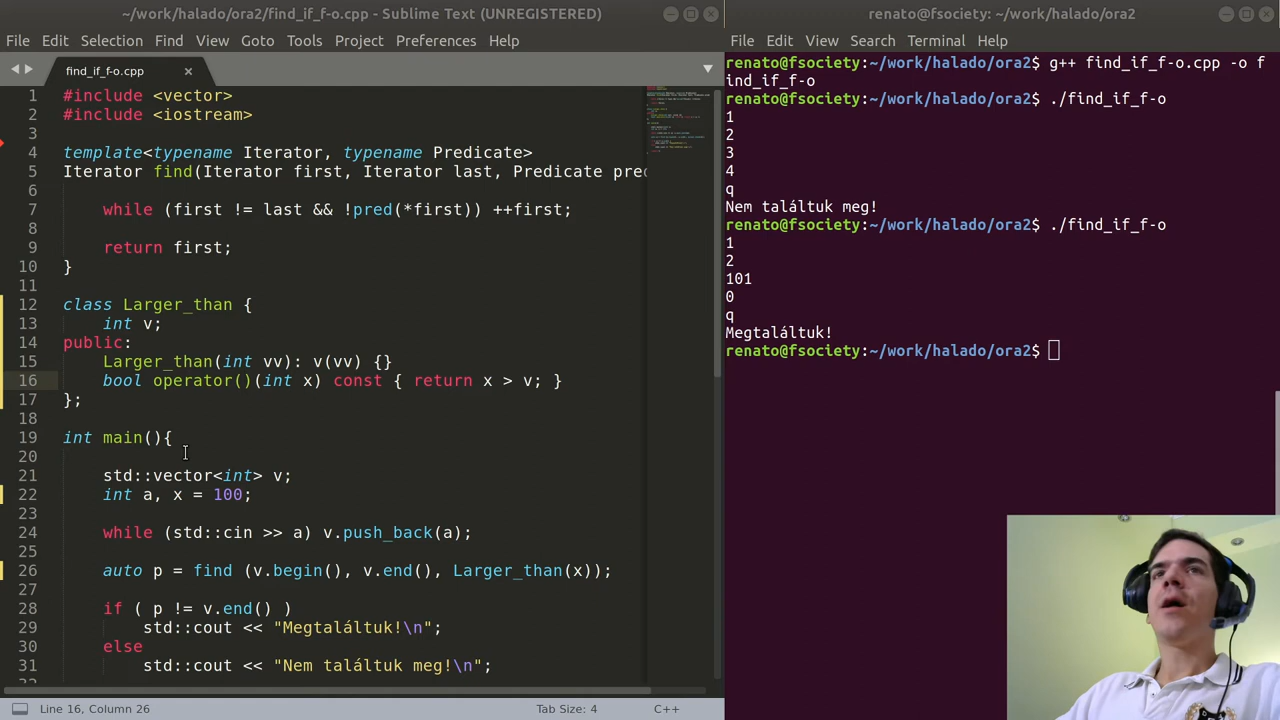 ~/work/halado/ora2/find_if_f-o.cpp - Sublime Text (UNREGISTERED)
File Edit Selection Find View Goto Tools Project Preferences Help
find_if_f-o.cpp
1 #include <vector>
2 #include <iostream>
3
4 template<typename Iterator, typename Predicate>
5 Iterator find(Iterator first, Iterator last, Predicate pred
6
7 while (first != last && !pred(*first)) ++first;
8
9 return first;
10 }
11
12 class Larger_than {
13 int v;
14 public:
15 Larger_than(int vv): v(vv) {}
16 bool operator()(int x) const { return x > v; }
17 };
18
19 int main(){
20
21 std::vector<int> v;
22 int a, x = 100;
24 while (std::cin >> a) v.push_back(a);
25
26 auto p = find (v.begin(), v.end(), Larger_than(x));
27
28 if ( p != v.end() )
29 std::cout << "Megtaláltuk!\n";
30 else
31 std::cout << "Nem találtuk meg!\n";
Line 16, Column 26
Tab Size: 4
C++
renato@fsociety: ~/work/halado/ora2
File Edit View Search Terminal Help
renato@fsociety:~/work/halado/ora2$ g++ find_if_f-o.cpp -o f
ind_if_f-o
renato@fsociety:~/work/halado/ora2$ ./find_if_f-o
1
2
3
4
q
Nem találtuk meg!
renato@fsociety:~/work/halado/ora2$ ./find_if_f-o
1
2
101
0
q
Megtaláltuk!
renato@fsociety:~/work/halado/ora2$